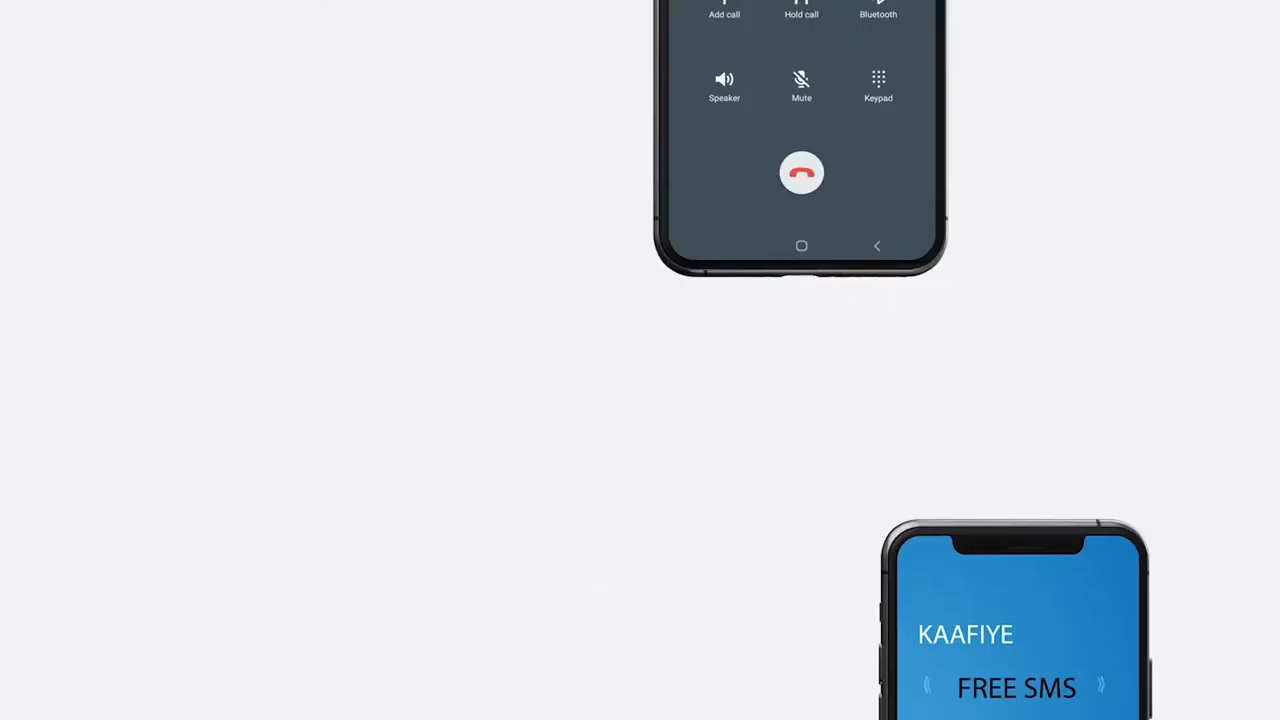 Add call Hold call Bluetooth
Speaker Mute Keypad
KAAFIYE
FREE SMS